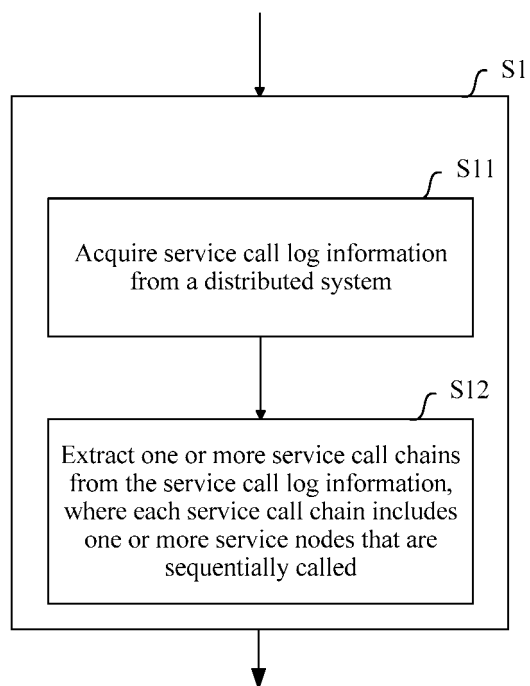 S1
S11
Acquire service call log information
from a distributed system
S12
Extract one or more service call chains
from the service call log information,
where each service call chain includes
one or more service nodes that are
sequentially called